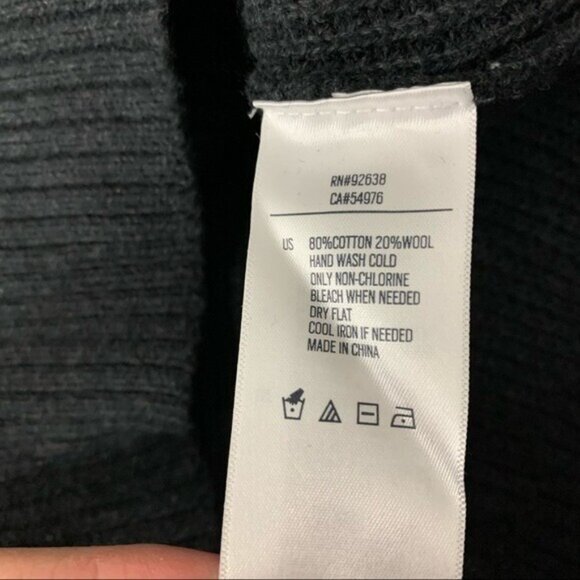 RN#92638
CA#54976
US 80%COTTON 20%WOOL
HAND WASH COLD
ONLY NON-CHLORINE
BLEACH WHEN NEEDED
DRY FLAT
COOL IRON IF NEEDED
MADE IN CHINA